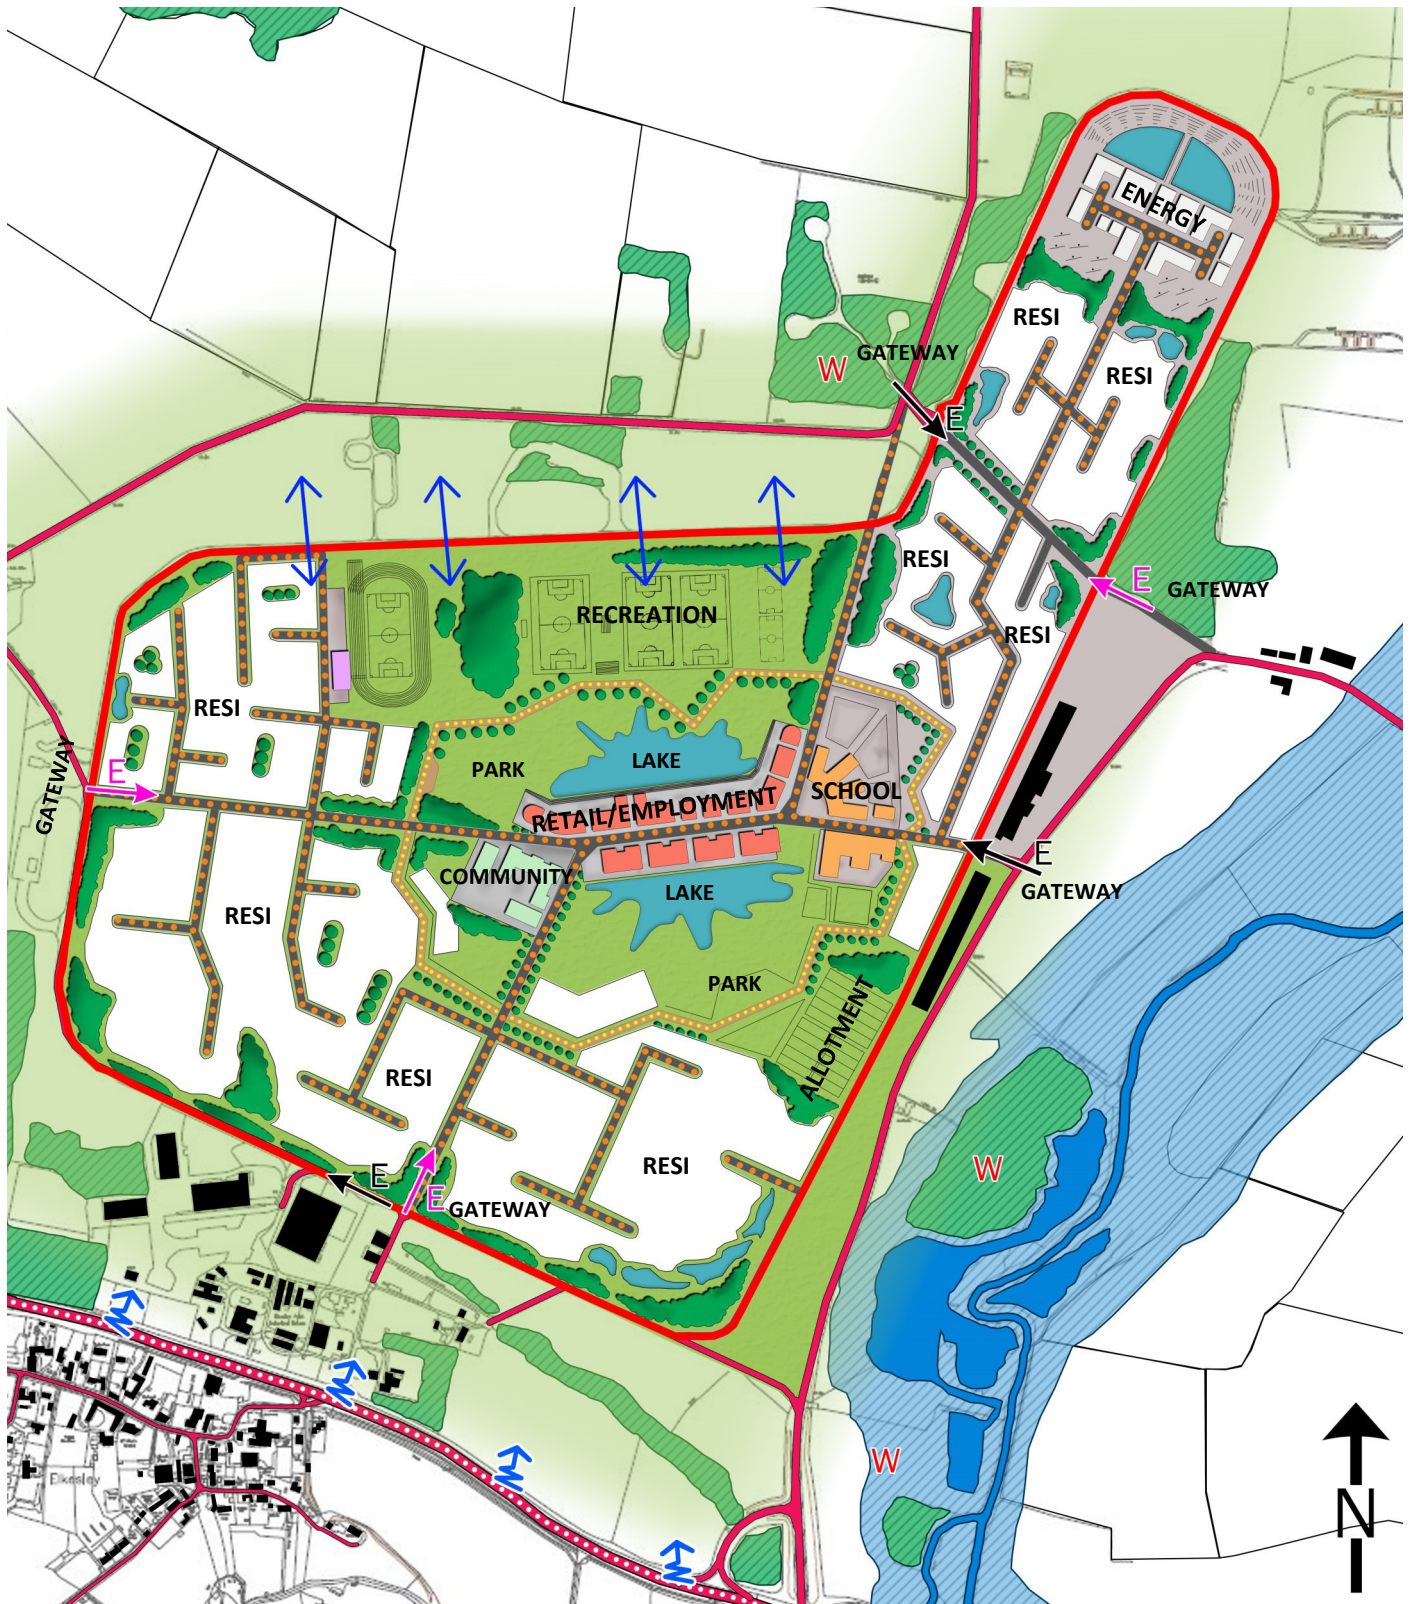 ENERGY
RESI
GATEWAY
W
RESI
E
RESI
E
GATEWAY
RECREATION
RESI
RESI
GATEWAY
E
PARK
LAKE
SCHOOL
RETAIL/EMPLOYMENT
E
GATEWAY
COMMUNITY
LAKE
RESI
PARK
ALLOTMENT
RESI
RESI
W
E
E
GATEWAY
W
Elkesley
N
N
N
N
N